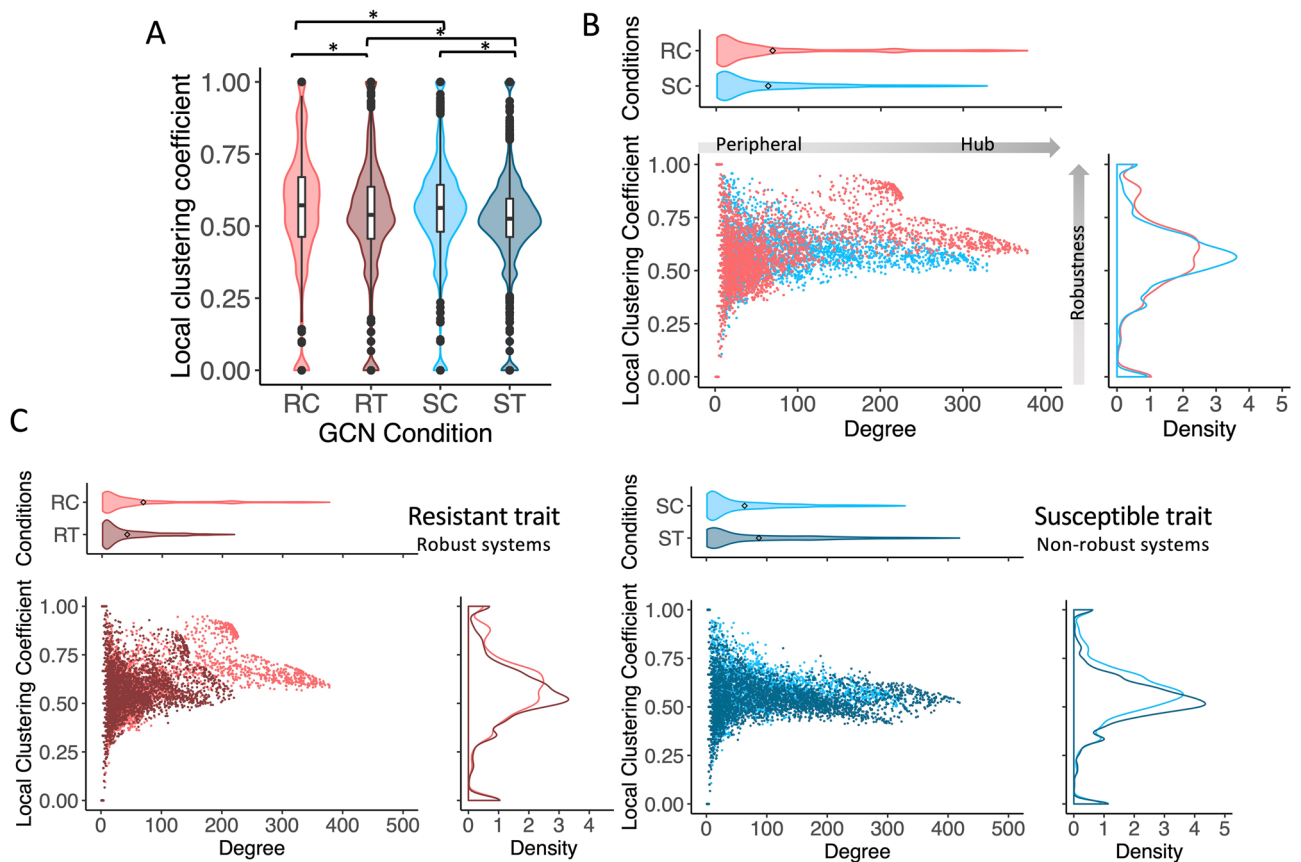 A
*
*
*
*
Local clustering coefficient
1.00
0.75
0.50
0.25
0.00
RC RT SC ST
GCN Condition
B
Conditions
RC
SC
Peripheral Hub
Local Clustering Coefficient
1.00
0.75
0.50
0.25
0.00
0 100 200 300 400
Degree
Robustness
0 1 2 3 4 5
Density
C
Conditions
RC
RT
Resistant trait
Robust systems
Local Clustering Coefficient
1.00
0.75
0.50
0.25
0.00
0 100 200 300 400 500
Degree
0 1 2 3 4
Density
Conditions
SC
ST
Susceptible trait
Non-robust systems
Local Clustering Coefficient
1.00
0.75
0.50
0.25
0.00
0 100 200 300 400 500
Degree
0 1 2 3 4 5
Density